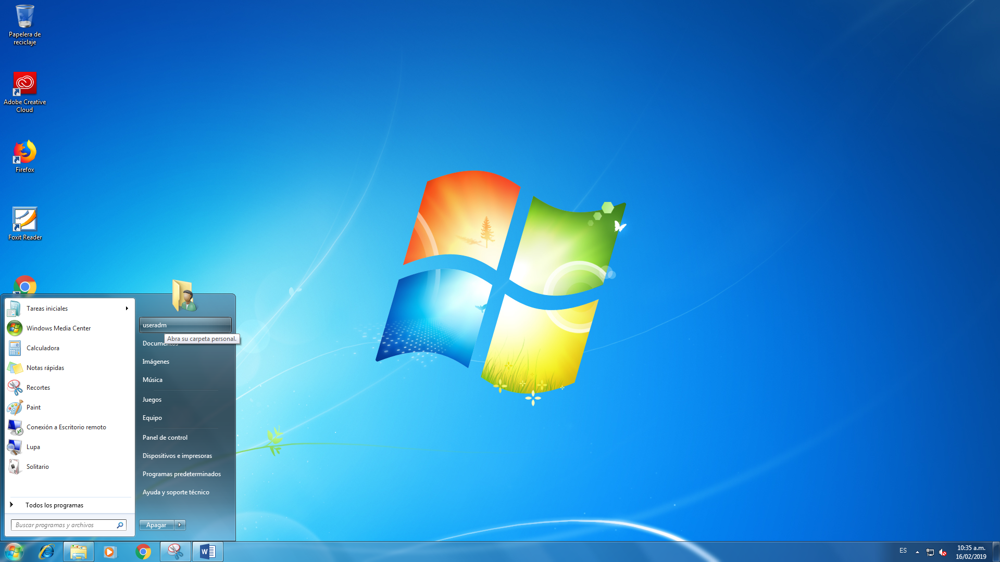 Papelera de
reciclaje
Adobe Creative
Cloud
Firefox
Foxit Reader
Tareas iniciales
Windows Media Center
Calculadora
Notas rápidas
Recortes
Paint
Conexión a Escritorio remoto
Lupa
Solitario
Todos los programas
Buscar programas y archivos
useradm
Abra su carpeta personal.
Documentos
Imágenes
Música
Juegos
Equipo
Panel de control
Dispositivos e impresoras
Programas predeterminados
Ayuda y soporte técnico
Apagar
W
ES
10:35 a.m.
16/02/2019